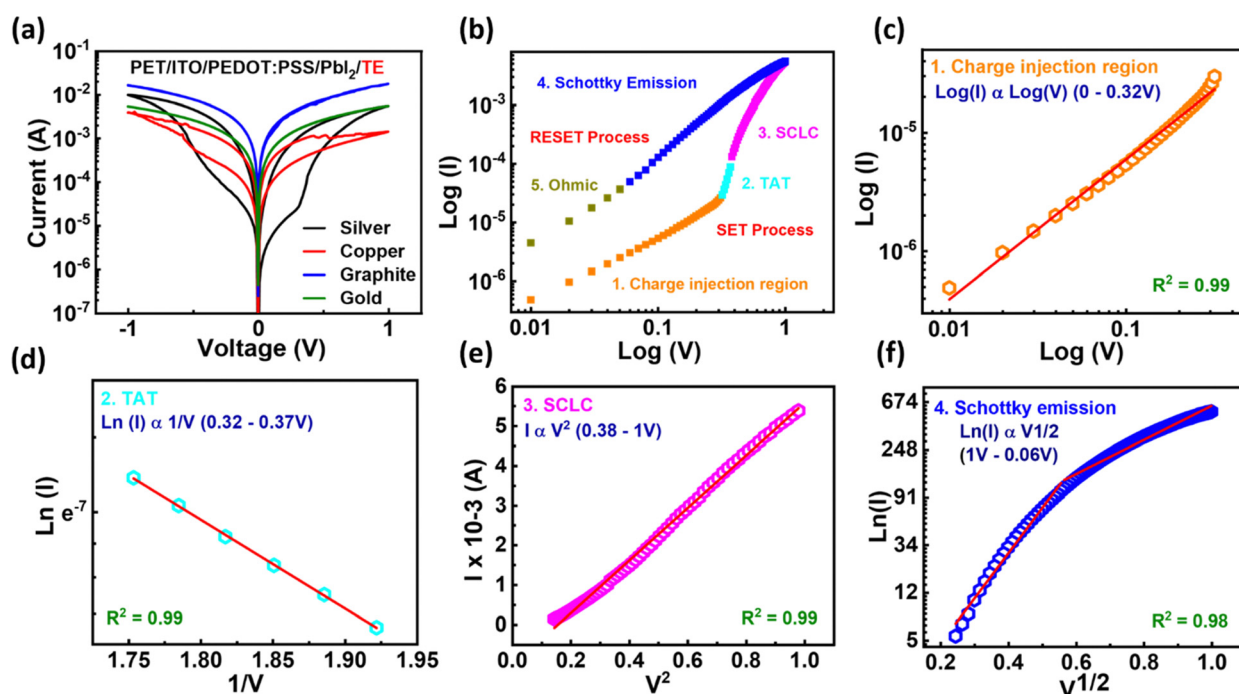 (a)
PET/ITO/PEDOT:PSS/PbI2/TE
Current (A)
10-1
10-2
10-3
10-4
10-5
10-6
10-7
Silver
Copper
Graphite
Gold
-1 0 1
Voltage (V)
(b)
4. Schottky Emission
RESET Process
3. SCLC
2. TAT
5. Ohmic
SET Process
1. Charge injection region
Log (I)
10-3
10-4
10-5
10-6
0.01 0.1 1
Log (V)
(c)
1. Charge injection region
Log(I) α Log(V) (0 - 0.32V)
Log (I)
10-5
10-6
R2 = 0.99
0.01 0.1
Log (V)
(d)
2. TAT
Ln (I) α 1/V (0.32 - 0.37V)
Ln (I)
e-7
R2 = 0.99
1.75 1.80 1.85 1.90 1.95
1/V
(e)
3. SCLC
I α V2 (0.38 - 1V)
I x 10-3 (A)
6
5
4
3
2
1
0
R2 = 0.99
0.0 0.2 0.4 0.6 0.8 1.0
V2
(f)
4. Schottky emission
Ln(I) α V1/2
(1V - 0.06V)
Ln(I)
674
248
91
34
12
5
R2 = 0.98
0.2 0.4 0.6 0.8 1.0
V1/2